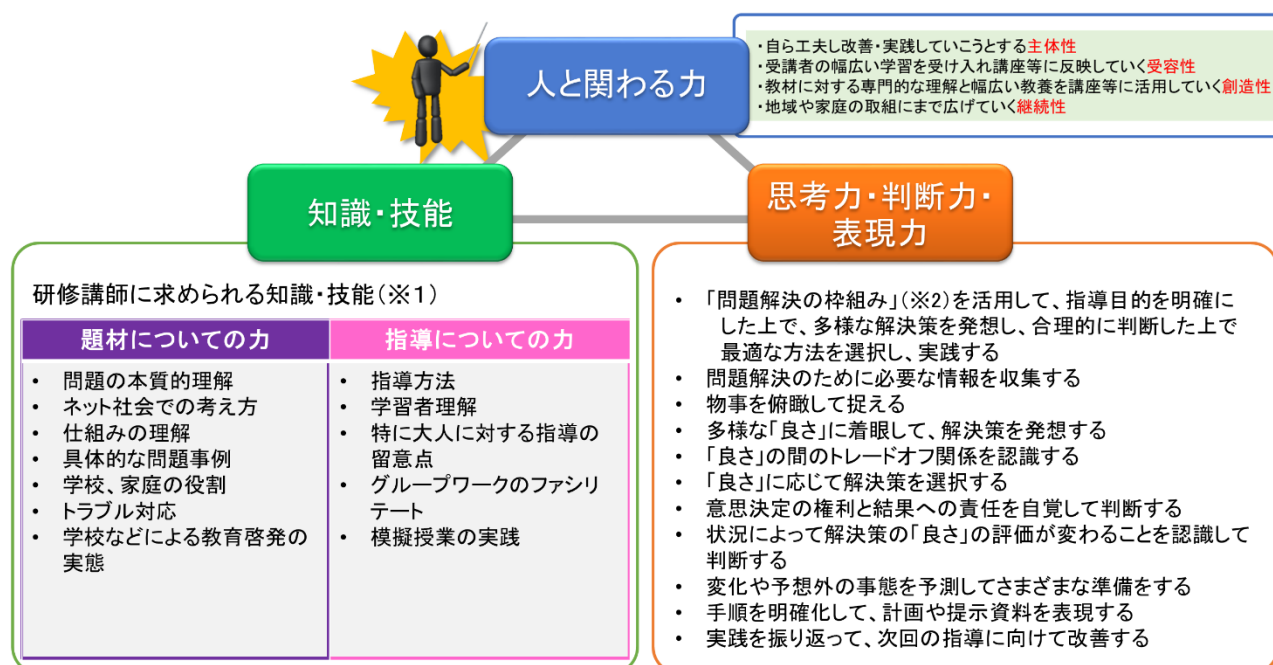 人と関わる力
・自ら工夫し改善・実践していこうとする主体性
・受講者の幅広い学習を受け入れ講座等に反映していく受容性
・教材に対する専門的な理解と幅広い教養を講座等に活用していく創造性
・地域や家庭の取組にまで広げていく継続性
知識・技能
思考力・判断力・
表現力
研修講師に求められる知識・技能(※1)
題材についての力
• 問題の本質的理解
• ネット社会での考え方
• 仕組みの理解
• 具体的な問題事例
• 学校、家庭の役割
• トラブル対応
• 学校などによる教育啓発の
実態
指導についての力
• 指導方法
• 学習者理解
• 特に大人に対する指導の
留意点
• グループワークのファシリ
テート
• 模擬授業の実践
• 「問題解決の枠組み」(※2)を活用して、指導目的を明確に
した上で、多様な解決策を発想し、合理的に判断した上で
最適な方法を選択し、実践する
• 問題解決のために必要な情報を収集する
• 物事を俯瞰して捉える
• 多様な「良さ」に着眼して、解決策を発想する
• 「良さ」の間のトレードオフ関係を認識する
• 「良さ」に応じて解決策を選択する
• 意思決定の権利と結果への責任を自覚して判断する
• 状況によって解決策の「良さ」の評価が変わることを認識して
判断する
• 変化や予想外の事態を予測してさまざまな準備をする
• 手順を明確化して、計画や提示資料を表現する
• 実践を振り返って、次回の指導に向けて改善する